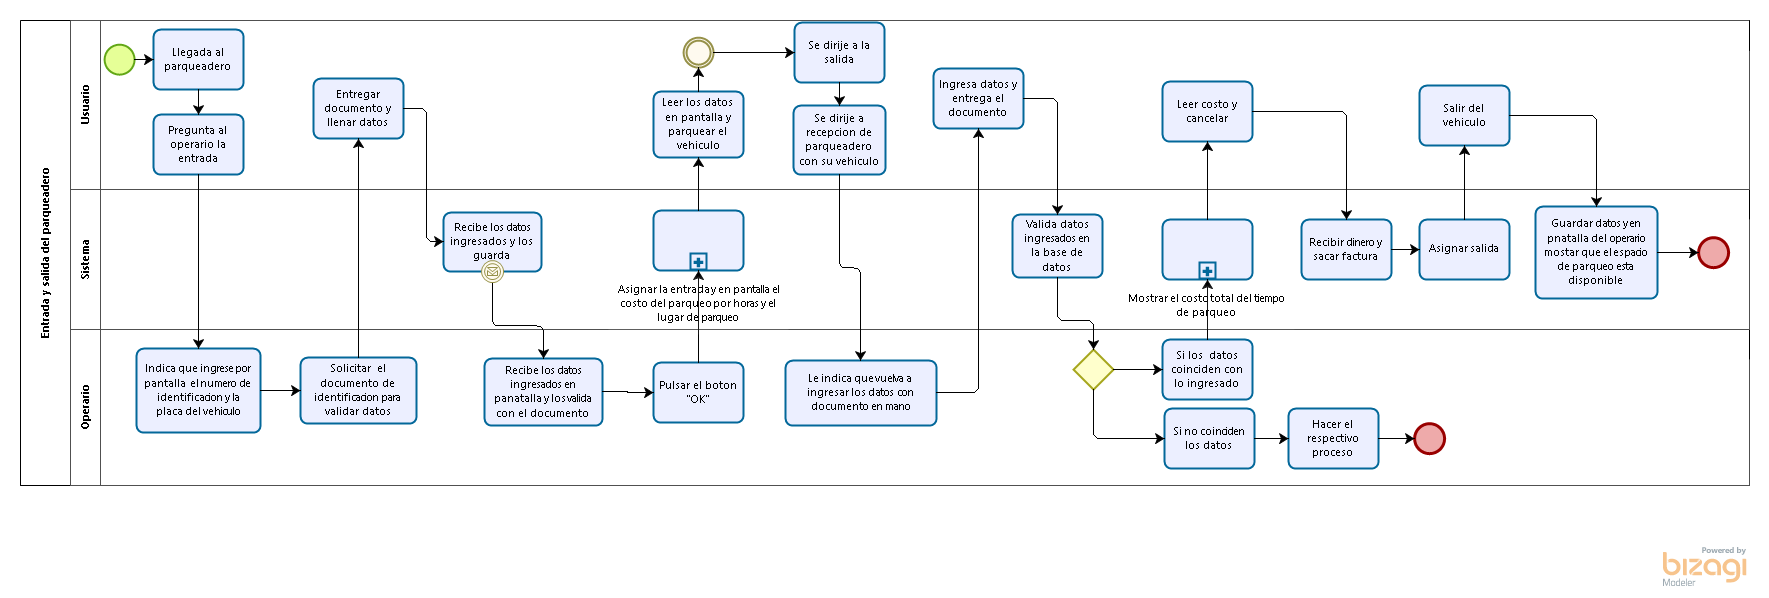 Entrada y salida del parqueadero
Usuario
Llegada al
parqueadero
Pregunta al
operario la
entrada
Entregar
documento y
llenar datos
Leer los datos
en pantalla y
parquear el
vehiculo
Se dirije a la
salida
Se dirije a
recepcion de
parqueadero
con su vehiculo
Ingresa datos y
entrega el
documento
Leer costo y
cancelar
Salir del
vehiculo
Sistema
Recibe los datos
ingresados y los
guarda
Asignar la entrada y en pantalla el
costo del parqueo por horas y el
lugar de parqueo
Valida datos
ingresados en
la base de
datos
Mostrar el costo total del tiempo
de parqueo
Recibir dinero y
sacar factura
Asignar salida
Guardar datos y en
pnatalla del operario
mostar que el espacio
de parqueo esta
disponible
Operario
Indica que ingrese por
pantalla el numero de
identificacion y la
placa del vehiculo
Solicitar el
documento de
identificacion para
validar datos
Recibe los datos
ingresados en
panatalla y los valida
con el documento
Pulsar el boton
"OK"
Le indica que vuelva a
ingresar los datos con
documento en mano
Si los datos
coinciden con
lo ingresado
Si no coinciden
los datos
Hacer el
respectivo
proceso
Powered by
bizagi
Modeler